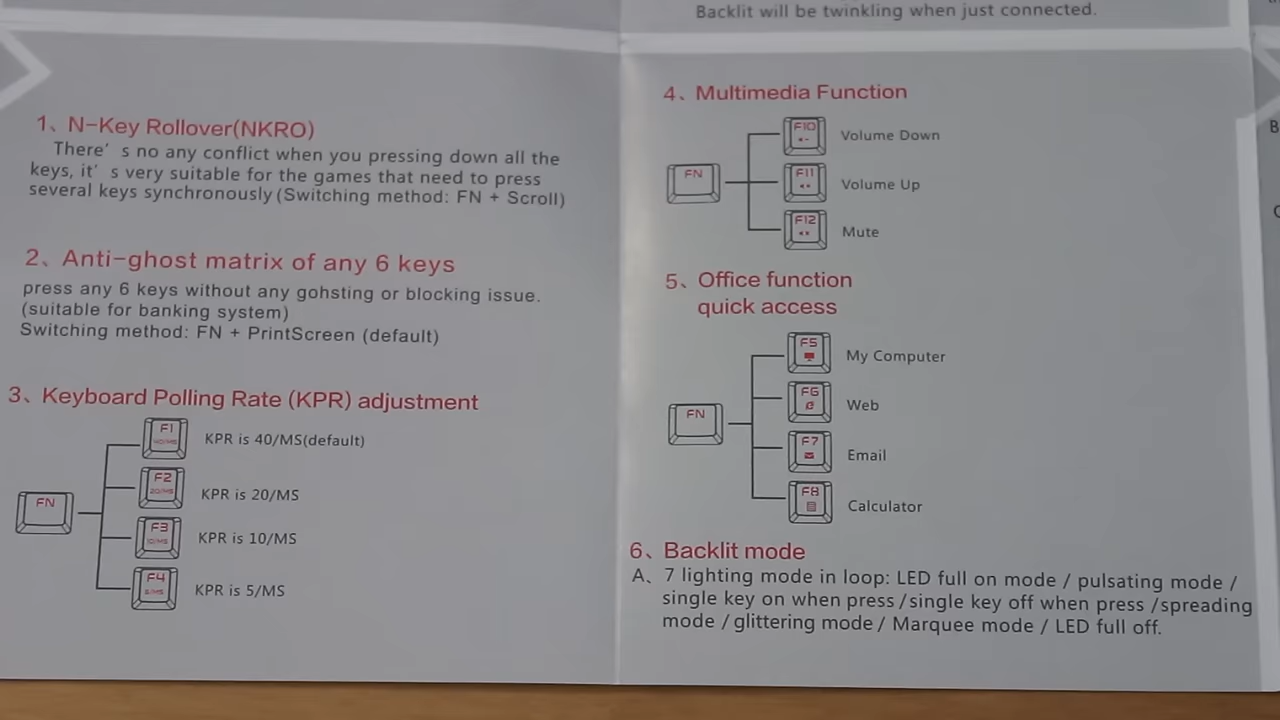 Backlit will be twinkling when just connected.
1、N-Key Rollover(NKRO)
There's no any conflict when you pressing down all the
keys, it's very suitable for the games that need to press
several keys synchronously(Switching method: FN + Scroll)
2、Anti-ghost matrix of any 6 keys
press any 6 keys without any gohsting or blocking issue.
(suitable for banking system)
Switching method: FN + PrintScreen (default)
3、Keyboard Polling Rate (KPR) adjustment
FN
F1
40/MS
KPR is 40/MS(default)
F2
20/MS
KPR is 20/MS
F3
10/MS
KPR is 10/MS
F4
5/MS
KPR is 5/MS
4、Multimedia Function
FN
F10
Volume Down
F11
Volume Up
F12
Mute
5、Office function
quick access
FN
F5
My Computer
F6
Web
F7
Email
F8
Calculator
6、Backlit mode
A、7 lighting mode in loop: LED full on mode / pulsating mode /
single key on when press /single key off when press /spreading
mode / glittering mode / Marquee mode / LED full off.
B